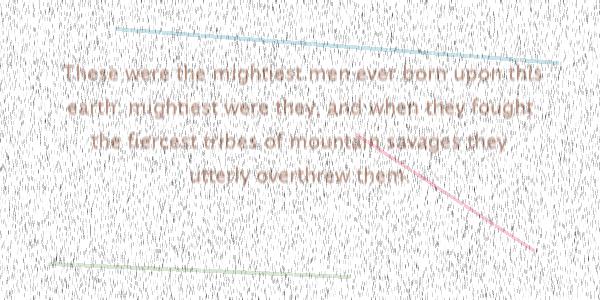 These were the mightiest men ever born upon this
earth. mightiest were they, and when they fought
the fiercest tribes of mountain savages they
utterly overthrew them.